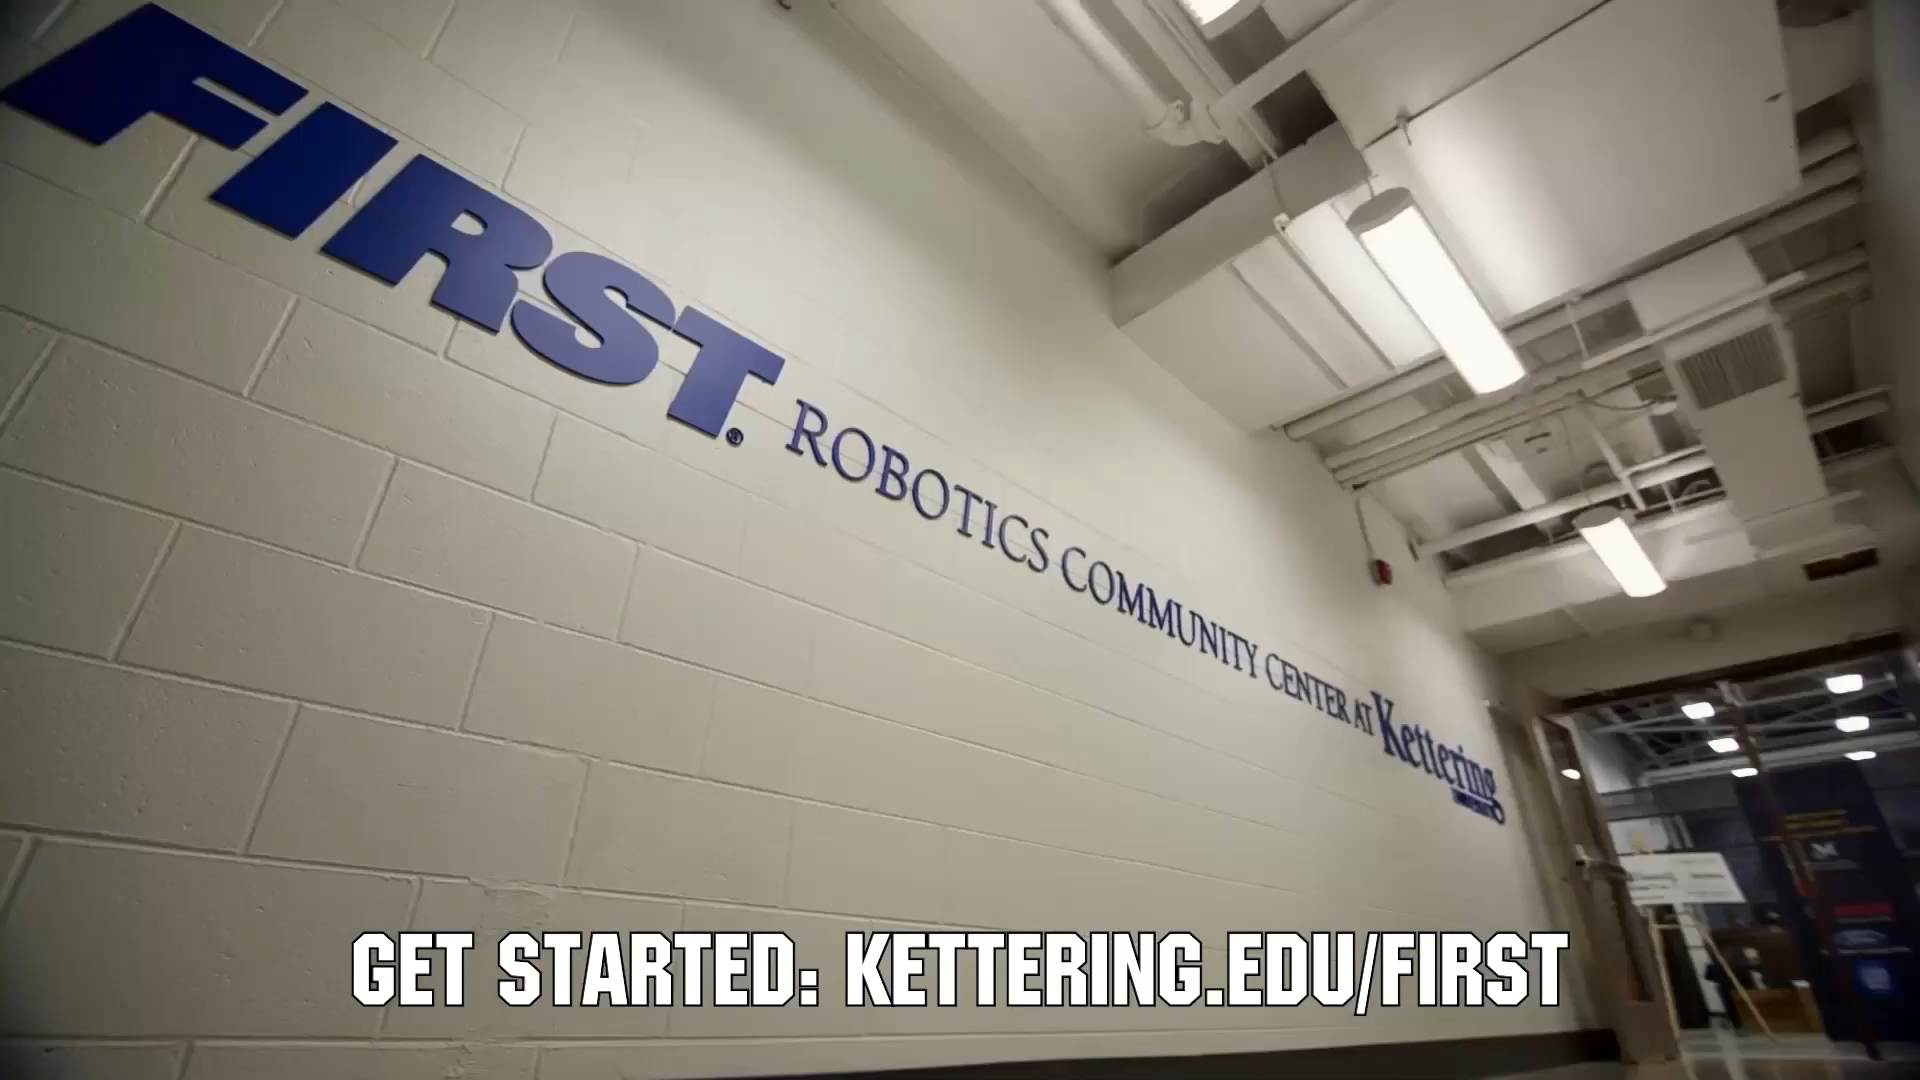 FIRST® ROBOTICS COMMUNITY CENTER AT Kettering
GET STARTED: KETTERING.EDU/FIRST